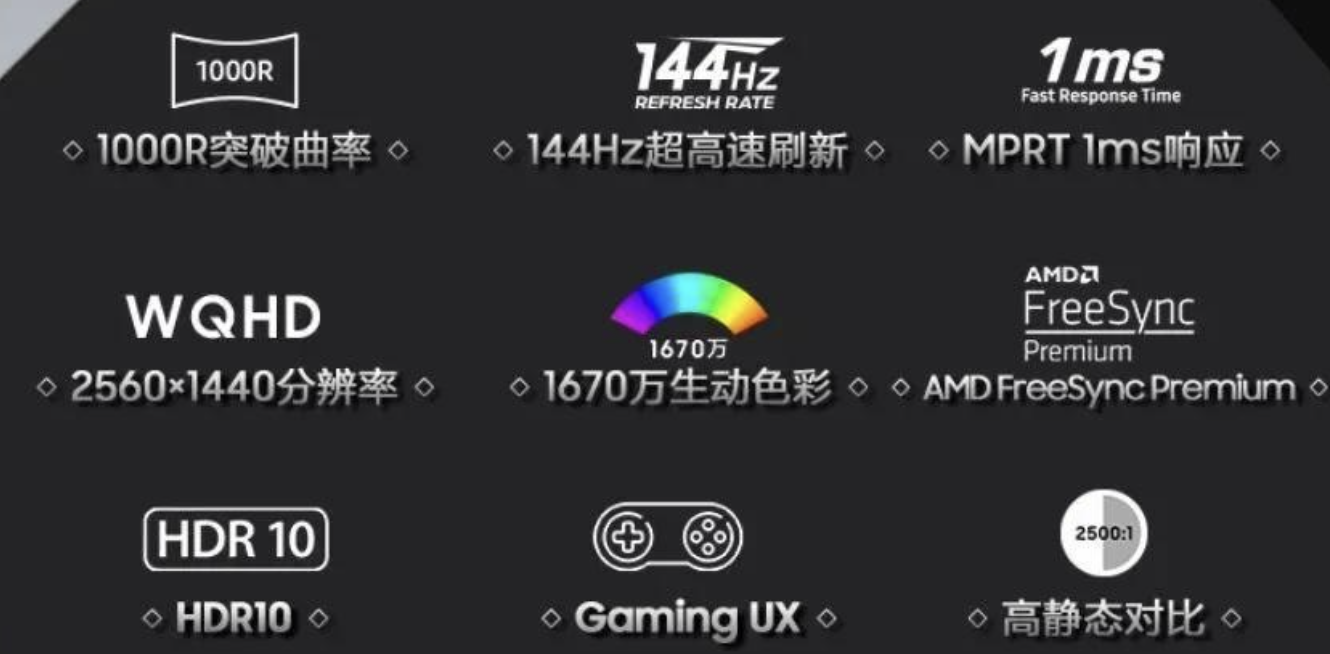 1000R
144Hz
REFRESH RATE
1ms
Fast Response Time
1000R突破曲率
144Hz超高速刷新
MPRT 1ms响应
WQHD
1670万
AMD
FreeSync
Premium
2560×1440分辨率
1670万生动色彩
AMD FreeSync Premium
HDR 10
2500:1
HDR10
Gaming UX
高静态对比